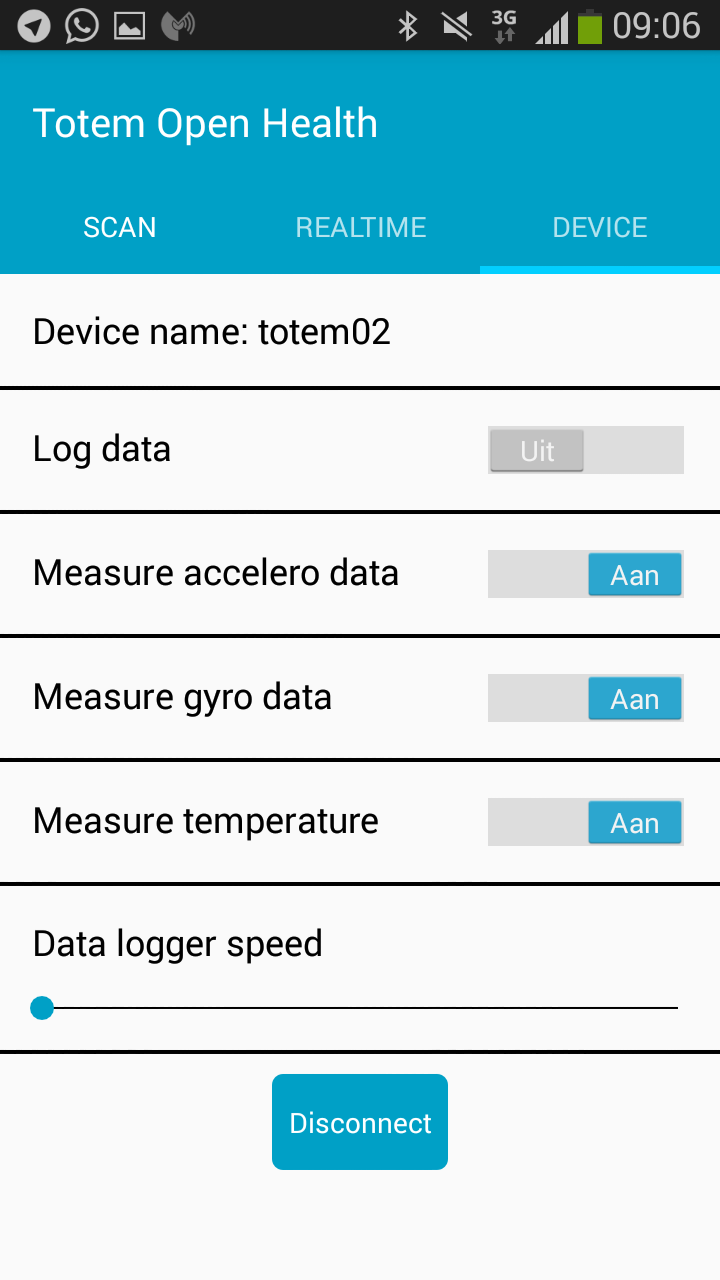 3G 09:06
Totem Open Health
SCAN REALTIME DEVICE
Device name: totem02
Log data Uit
Measure accelero data Aan
Measure gyro data Aan
Measure temperature Aan
Data logger speed
Disconnect